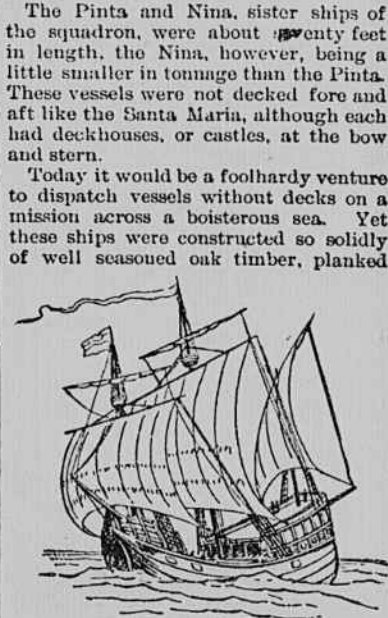 The Pinta and Nina, sister ships of
the squadron, were about feet
in length, the Nina, however, being a
little smaller in tonnage than the Pinta.
These vessels were not decked fore and
aft like the Santa Maria, although each
had deckhouses, or castles, at the bow
and stern.
Today it would be a foolhardy venture
to dispatch vessels without decks on a
mission across a boisterous sea. Yet
these ships were constructed so solidly
of well seasoned oak timber, planked